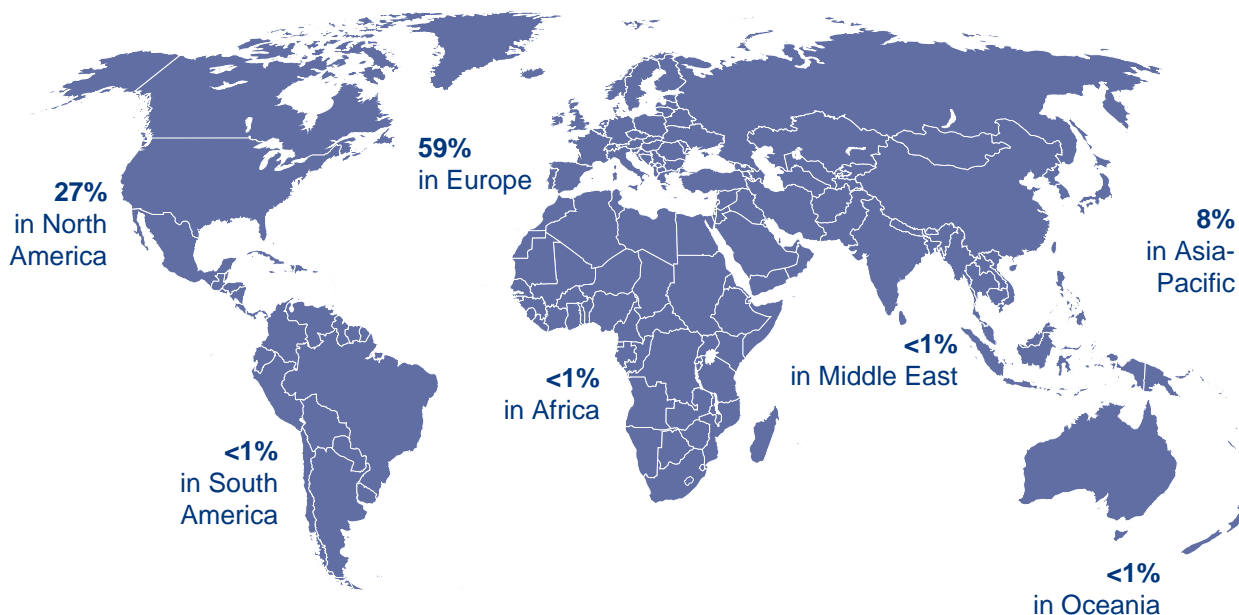 59%
in Europe
27%
in North
America
8%
in Asia-
Pacific
<1%
in Middle East
<1%
in Africa
<1%
in South
America
<1%
in Oceania